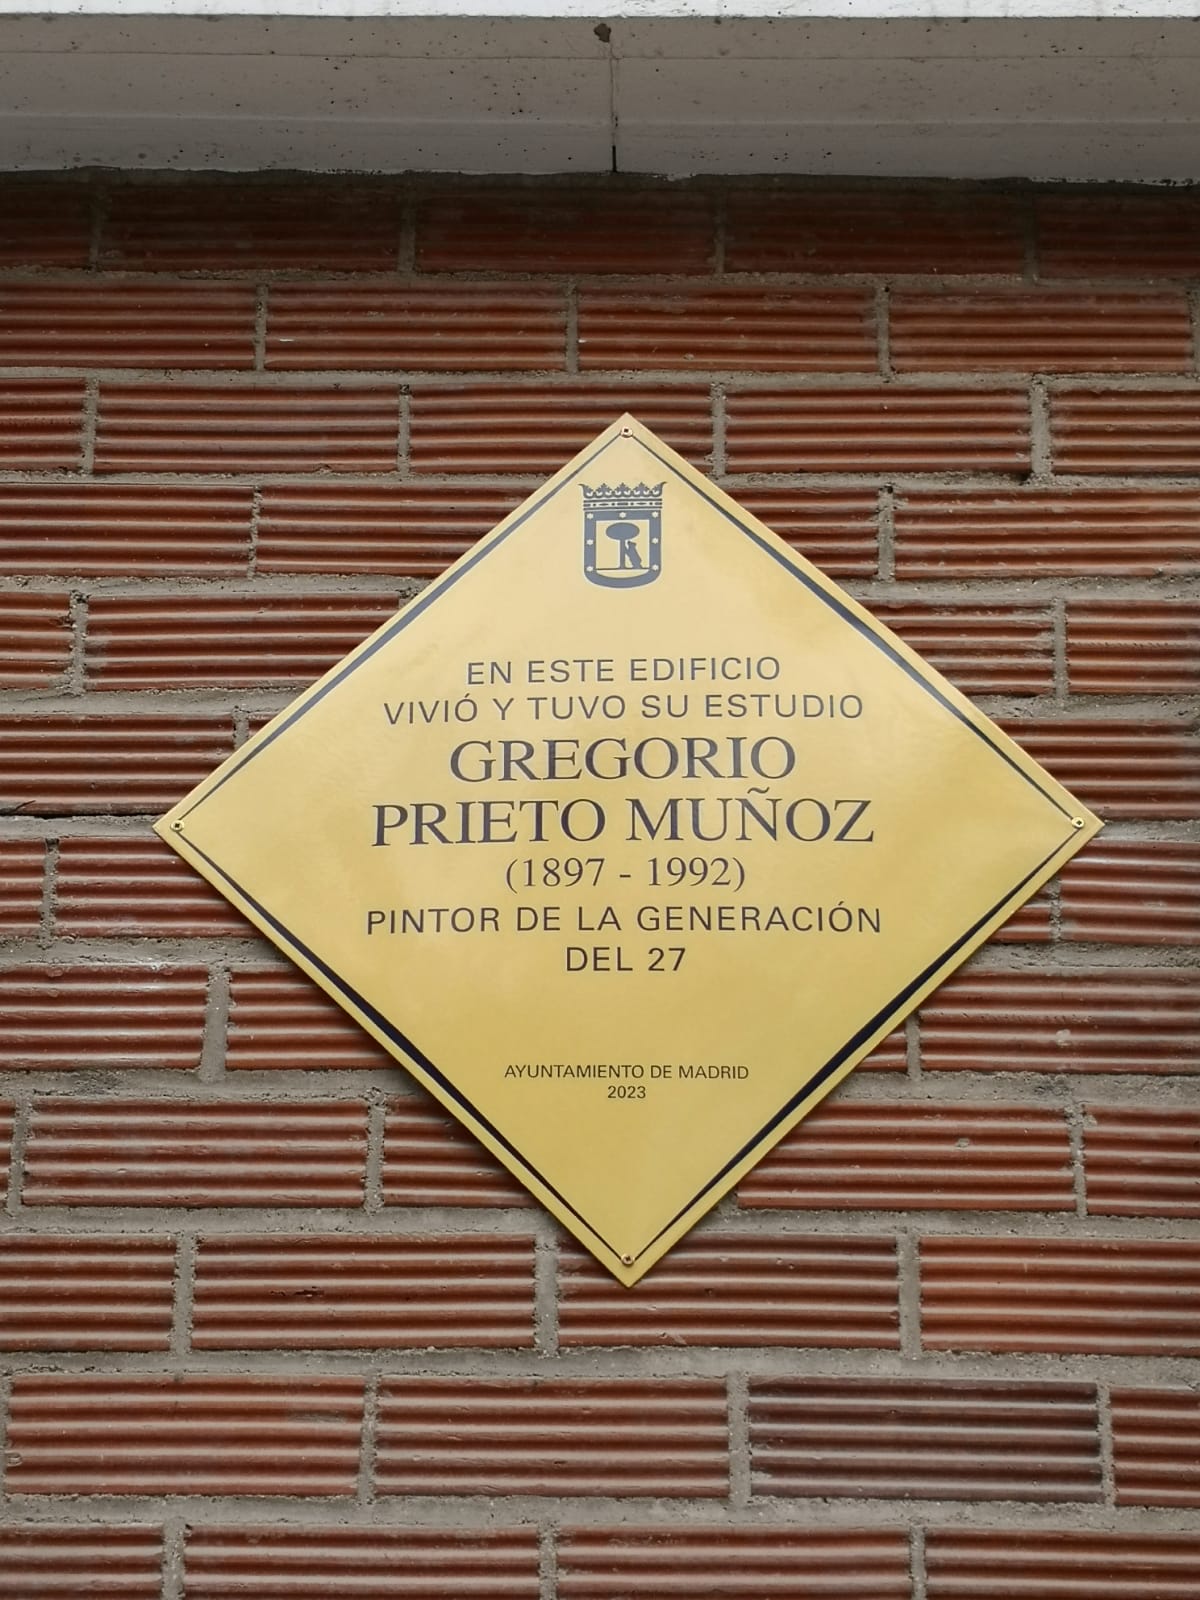 EN ESTE EDIFICIO
VIVIÓ Y TUVO SU ESTUDIO
GREGORIO
PRIETO MUÑOZ
(1897 - 1992)
PINTOR DE LA GENERACIÓN
DEL 27
AYUNTAMIENTO DE MADRID
2023